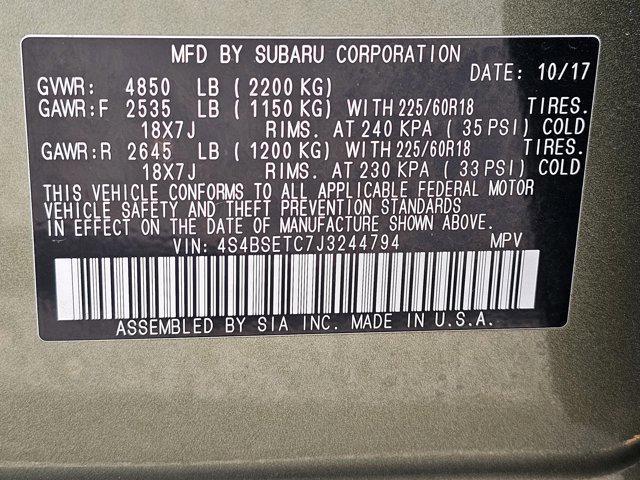 MFD BY SUBARU CORPORATION
DATE: 10/17
GVWR: 4850 LB (2200 KG)
GAWR:F 2535 LB (1150 KG) WITH 225/60R18 TIRES.
18X7J RIMS. AT 240 KPA (35 PSI) COLD
GAWR:R 2645 LB (1200 KG) WITH 225/60R18 TIRES.
18X7J RIMS. AT 230 KPA (33 PSI) COLD
THIS VEHICLE CONFORMS TO ALL APPLICABLE FEDERAL MOTOR
VEHICLE SAFETY AND THEFT PREVENTION STANDARDS
IN EFFECT ON THE DATE OF MANUFACTURE SHOWN ABOVE.
VIN: 4S4BSETC7J3244794 MPV
ASSEMBLED BY SIA INC. MADE IN U.S.A.